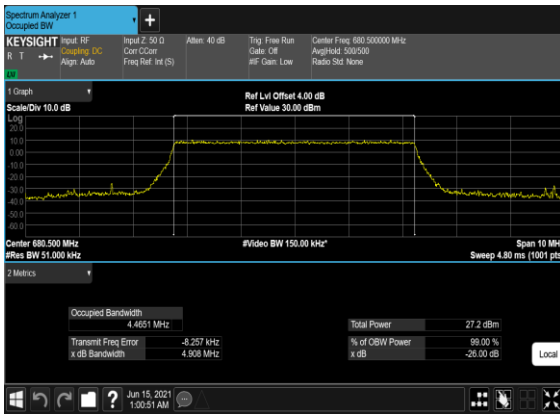 Spectrum Analyzer 1
Occupied BW
+
KEYSIGHT
Input: RF
Input Z: 50 Ω
Atten: 40 dB
Trig: Free Run
Center Freq: 680.500000 MHz
R T
Coupling: DC
Corr CCorr
Gate: Off
Avg|Hold: 500/500
Align: Auto
Freq Ref: Int (S)
#IF Gain: Low
Radio Std: None
1 Graph
Ref Lvl Offset 4.00 dB
Scale/Div 10.0 dB
Ref Value 30.00 dBm
Log
20.0
10.0
0.00
-10.0
-20.0
-30.0
-40.0
-50.0
-60.0
Center 680.500 MHz
#Video BW 150.00 kHz*
Span 10 MH
#Res BW 51.000 kHz
Sweep 4.80 ms (1001 pts
2 Metrics
Occupied Bandwidth
4.4651 MHz
Total Power
27.2 dBm
Transmit Freq Error
-8.257 kHz
% of OBW Power
99.00 %
x dB Bandwidth
4.908 MHz
x dB
-26.00 dB
Local
?
Jun 15, 2021
1:00:51 AM